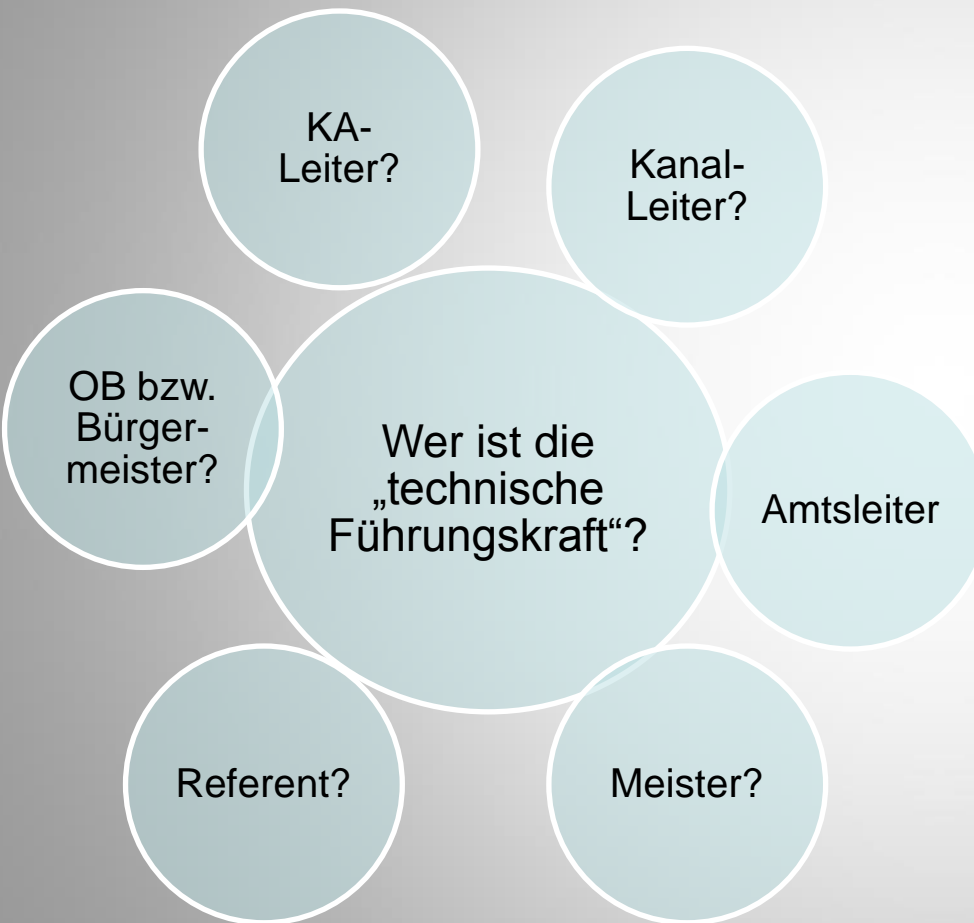 KA-
Leiter?
Kanal-
Leiter?
OB bzw.
Bürger-
meister?
Wer ist die
„technische
Führungskraft“?
Amtsleiter
Referent?
Meister?